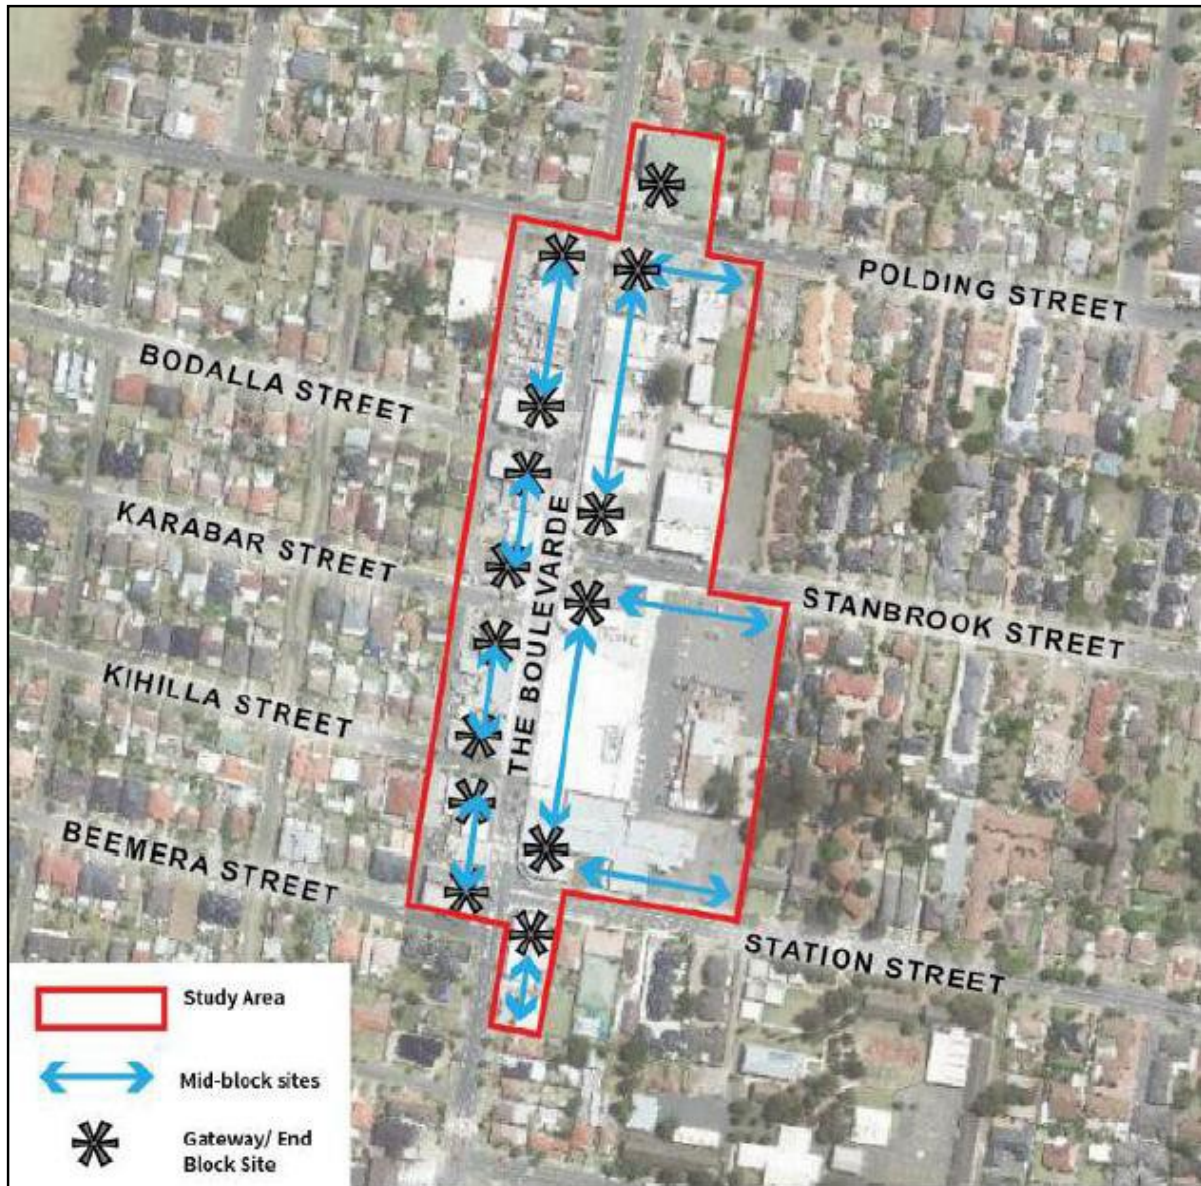 POLDING STREET
BODALLA STREET
KARABAR STREET
THE BOULEVARDE
STANBROOK STREET
KIHILLA STREET
BEEMERA STREET
STATION STREET
Study Area
Mid-block sites
Gateway/ End
Block Site